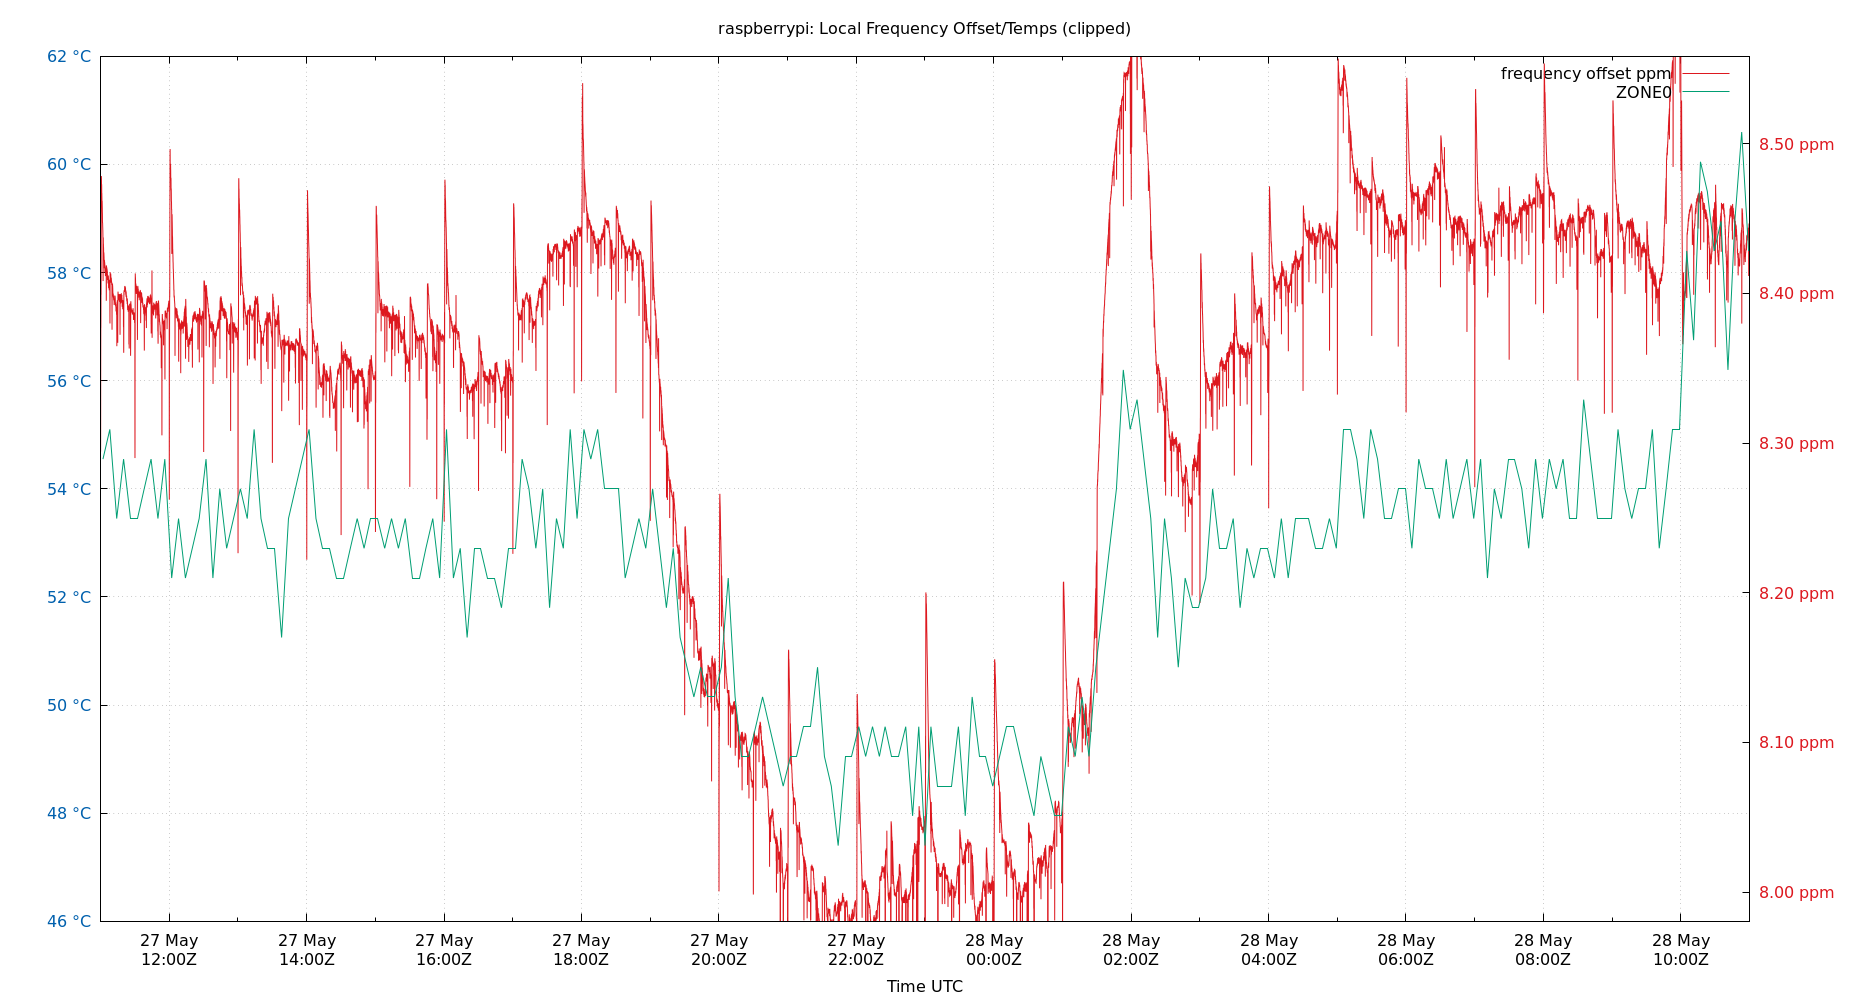 raspberrypi: Local Frequency Offset/Temps (clipped)
62 °C
60 °C
58 °C
56 °C
54 °C
52 °C
50 °C
48 °C
46 °C
frequency offset ppm
ZONE0
8.50 ppm
8.40 ppm
8.30 ppm
8.20 ppm
8.10 ppm
8.00 ppm
27 May 27 May 27 May 27 May 27 May 27 May 28 May 28 May 28 May 28 May 28 May 28 May
12:00Z 14:00Z 16:00Z 18:00Z 20:00Z 22:00Z 00:00Z 02:00Z 04:00Z 06:00Z 08:00Z 10:00Z
Time UTC